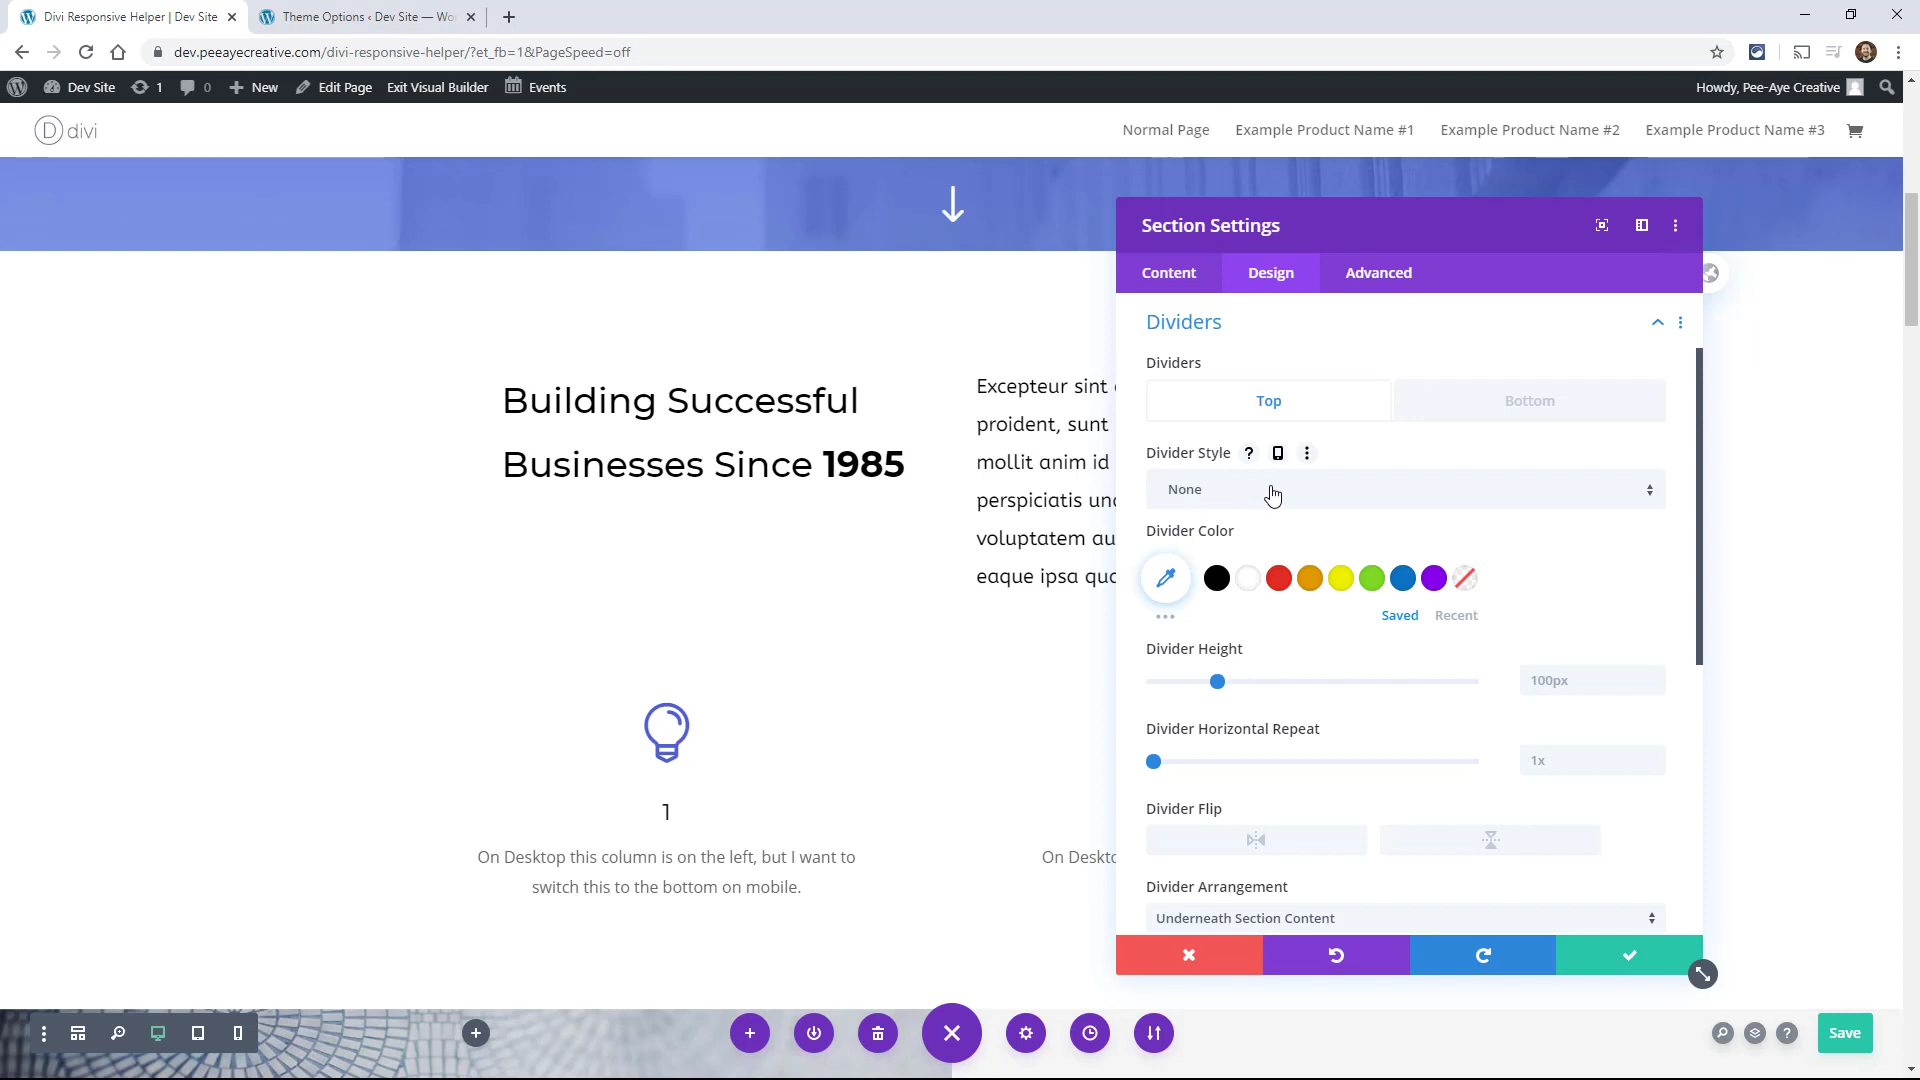 Divi Responsive Helper | Dev Site
Theme Options ‹ Dev Site — Wor
dev.peeayecreative.com/divi-responsive-helper/?et_fb=1&PageSpeed=off
Dev Site
1
0
New
Edit Page
Exit Visual Builder
Events
Howdy, Pee-Aye Creative
D divi
Normal Page
Example Product Name #1
Example Product Name #2
Example Product Name #3
Building Successful
Businesses Since 1985
Excepteur sint
proident, sunt
mollit anim id
perspiciatis und
voluptatem au
eaque ipsa qua
1
On Desktop this column is on the left, but I want to
switch this to the bottom on mobile.
On Deskto
Section Settings
Content
Design
Advanced
Dividers
Dividers
Top
Bottom
Divider Style ?
None
Divider Color
Saved
Recent
Divider Height
100px
Divider Horizontal Repeat
1x
Divider Flip
Divider Arrangement
Underneath Section Content
?
Save